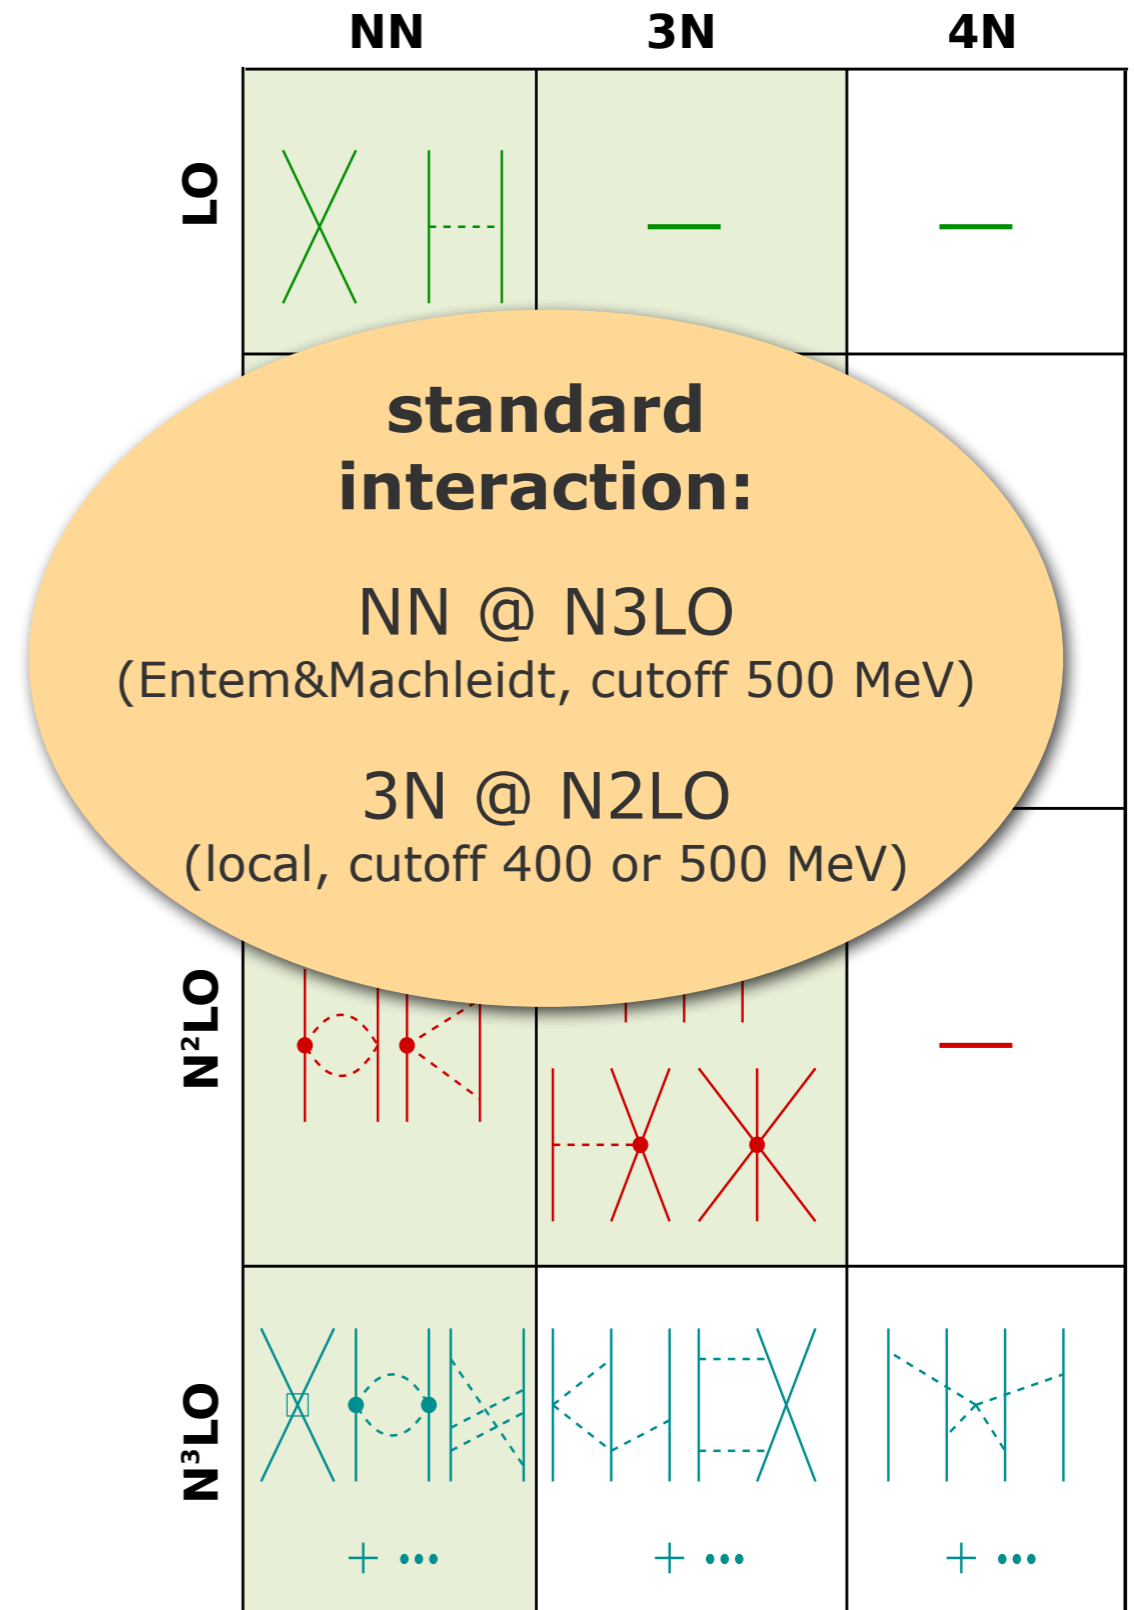 NN 3N 4N
LO
standard
interaction:
NN @ N3LO
(Entem&Machleidt, cutoff 500 MeV)
3N @ N2LO
(local, cutoff 400 or 500 MeV)
N²LO
N³LO
+ ••• + ••• + •••